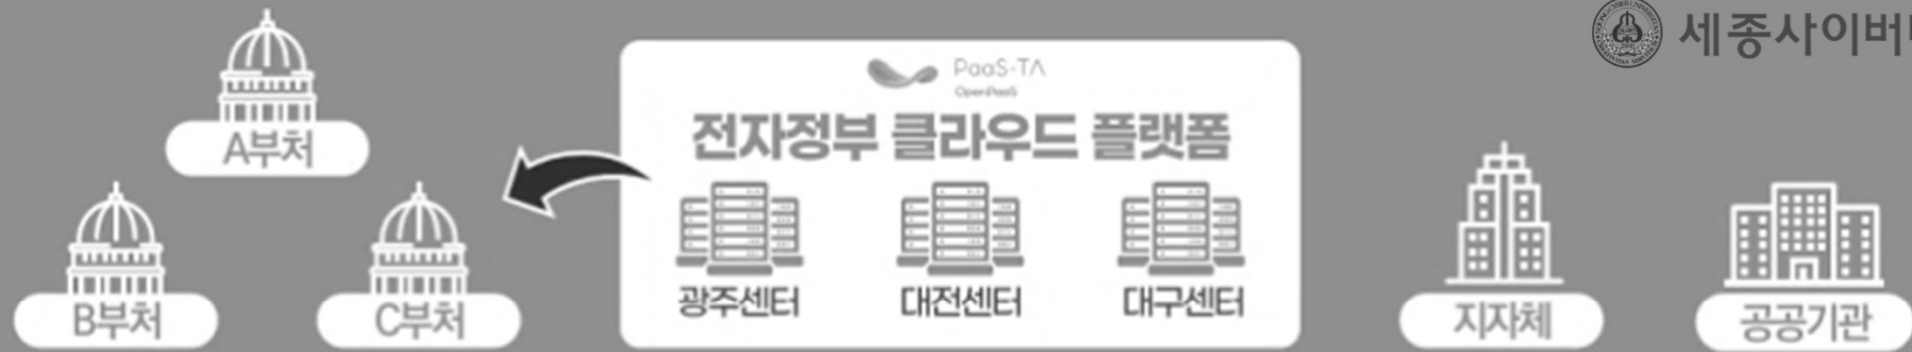 세종사이버
PaaS-TA
OpenPaaS
전자정부 클라우드 플랫폼
A부처
B부처
C부처
광주센터
대전센터
대구센터
지자체
공공기관